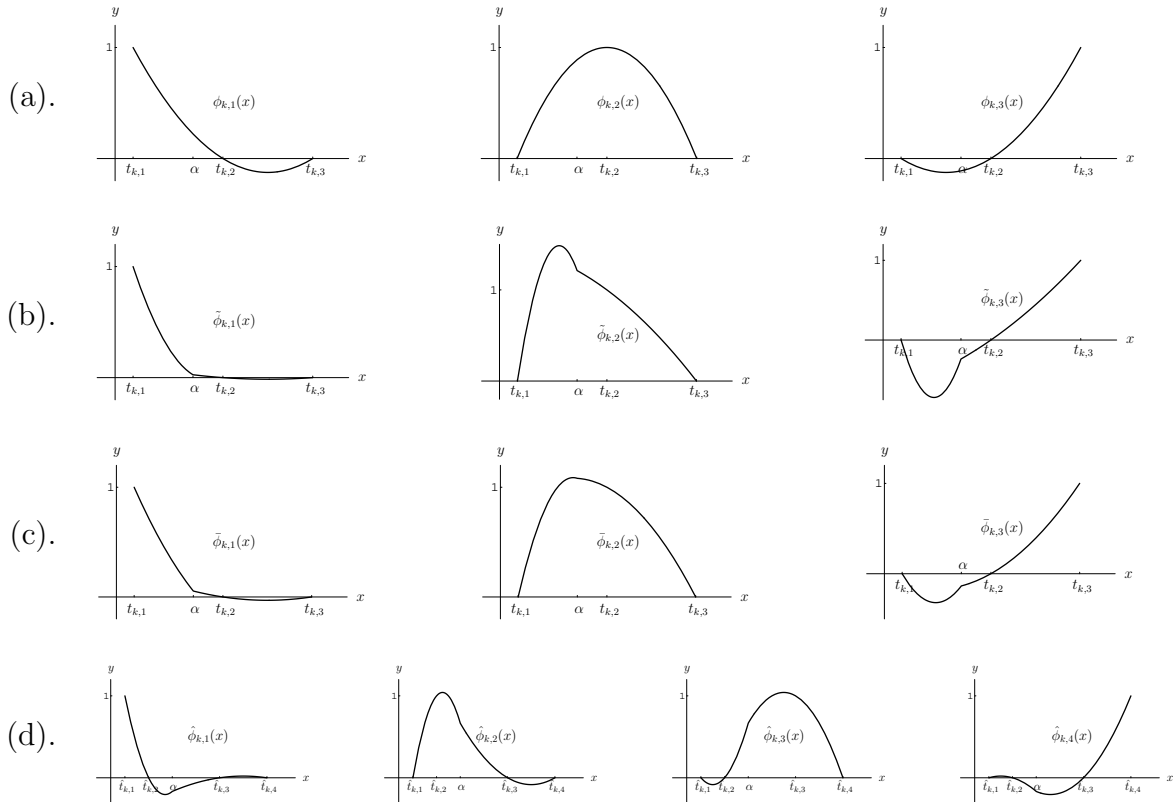 y y y
(a). 1 ϕ_{k,1}(x) 1 ϕ_{k,2}(x) 1 ϕ_{k,3}(x)
t_{k,1} α t_{k,2} t_{k,3} x t_{k,1} α t_{k,2} t_{k,3} x t_{k,1} α t_{k,2} t_{k,3} x
y y y
(b). 1 ϕ̃_{k,1}(x) 1 ϕ̃_{k,2}(x) 1 ϕ̃_{k,3}(x)
t_{k,1} α t_{k,2} t_{k,3} x t_{k,1} α t_{k,2} t_{k,3} x t_{k,1} α t_{k,2} t_{k,3} x
y y y
(c). 1 ϕ̄_{k,1}(x) 1 ϕ̄_{k,2}(x) 1 ϕ̄_{k,3}(x)
t_{k,1} α t_{k,2} t_{k,3} x t_{k,1} α t_{k,2} t_{k,3} x t_{k,1} α t_{k,2} t_{k,3} x
y y y y
(d). 1 ϕ̂_{k,1}(x) 1 ϕ̂_{k,2}(x) 1 ϕ̂_{k,3}(x) 1 ϕ̂_{k,4}(x)
t̂_{k,1} t̂_{k,2} α t̂_{k,3} t̂_{k,4} x t̂_{k,1} t̂_{k,2} α t̂_{k,3} t̂_{k,4} x t̂_{k,1} t̂_{k,2} α t̂_{k,3} t̂_{k,4} x t̂_{k,1} t̂_{k,2} α t̂_{k,3} t̂_{k,4} x